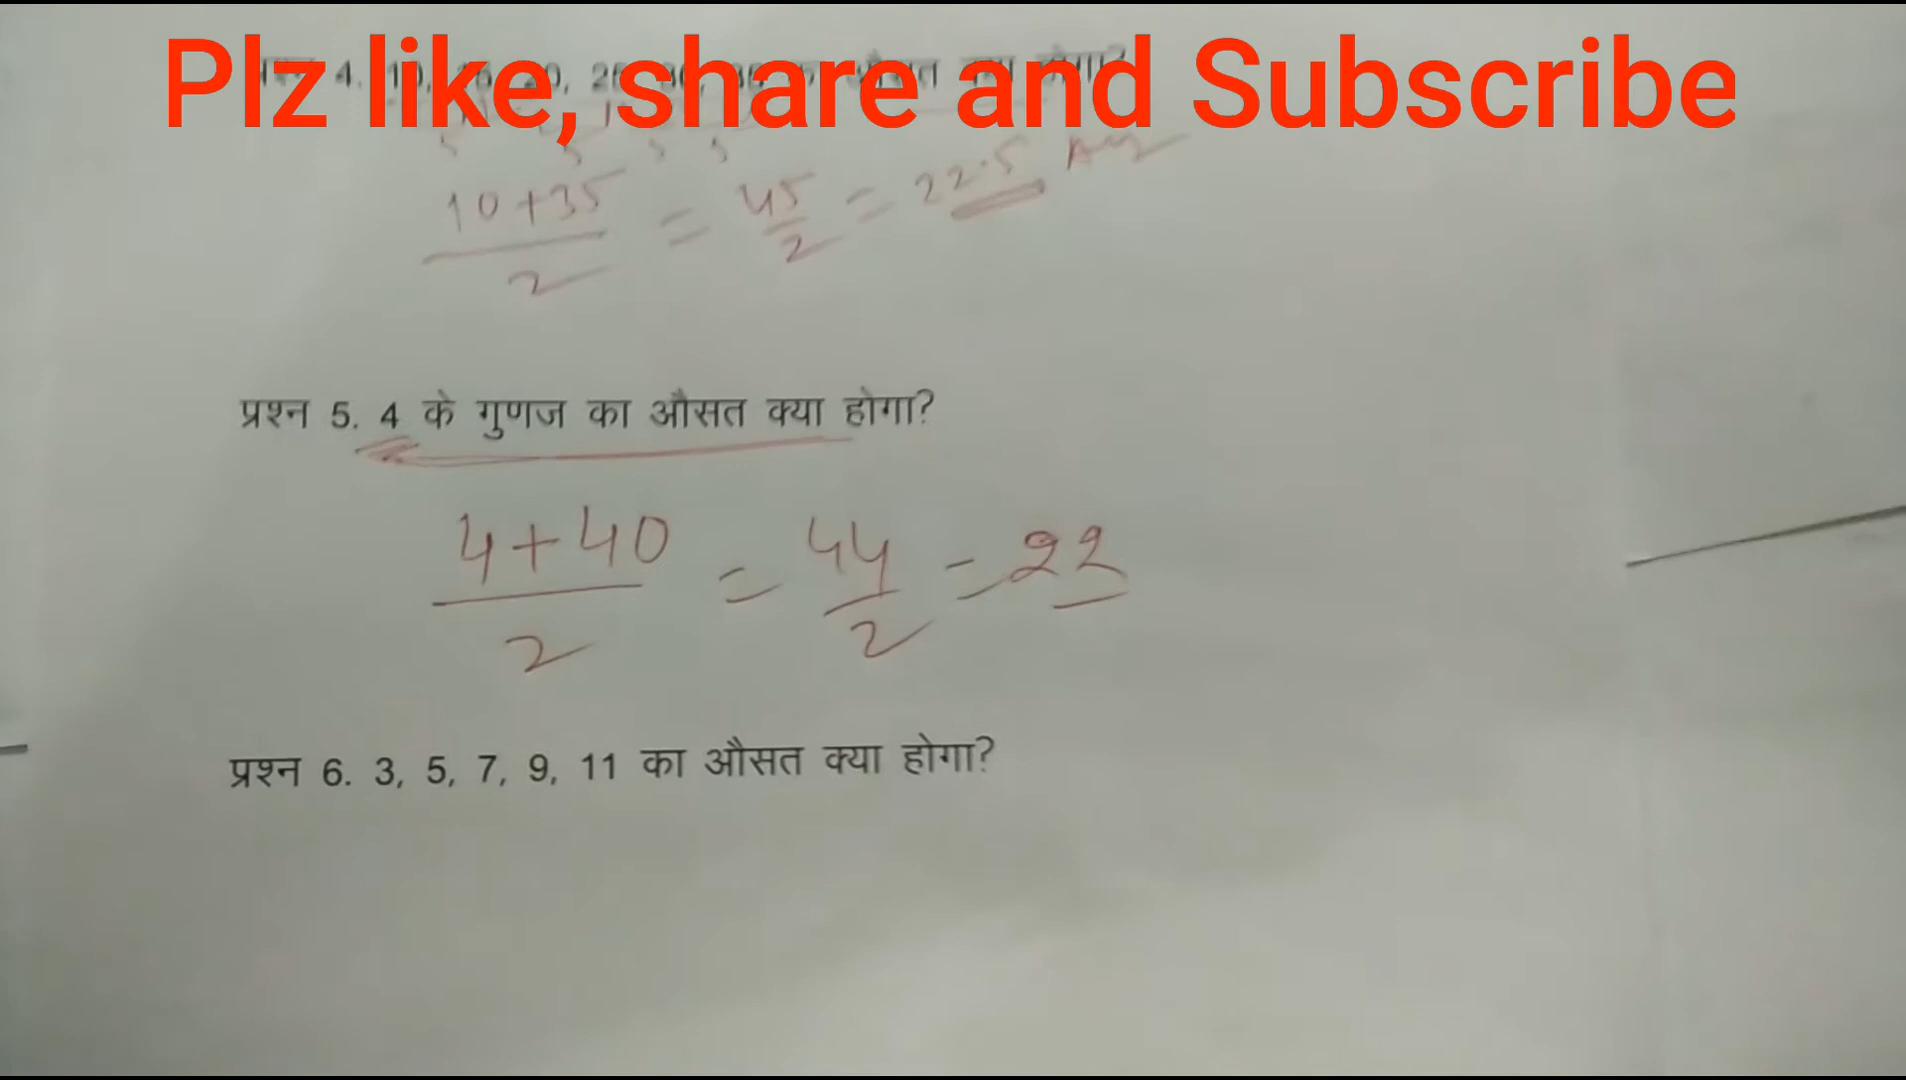 Plz like, share and Subscribe
10+35 / 2 = 45 / 2 = 22.5
प्रश्न 5. 4 के गुणज का औसत क्या होगा?
4+40 / 2 = 44 / 2 = 22
प्रश्न 6. 3, 5, 7, 9, 11 का औसत क्या होगा?